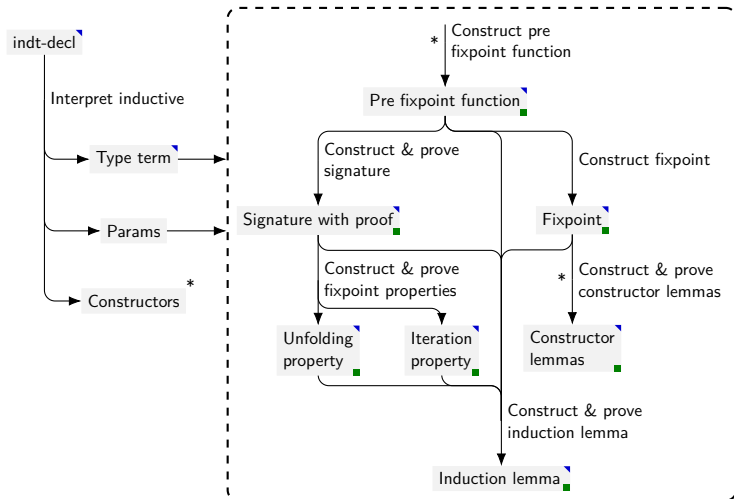 indt-decl
Interpret inductive
Type term
Params
Constructors
*
*
Construct pre
fixpoint function
Pre fixpoint function
Construct & prove
signature
Construct fixpoint
Signature with proof
Fixpoint
Construct & prove
fixpoint properties
*
Construct & prove
constructor lemmas
Unfolding
property
Iteration
property
Constructor
lemmas
Construct & prove
induction lemma
Induction lemma